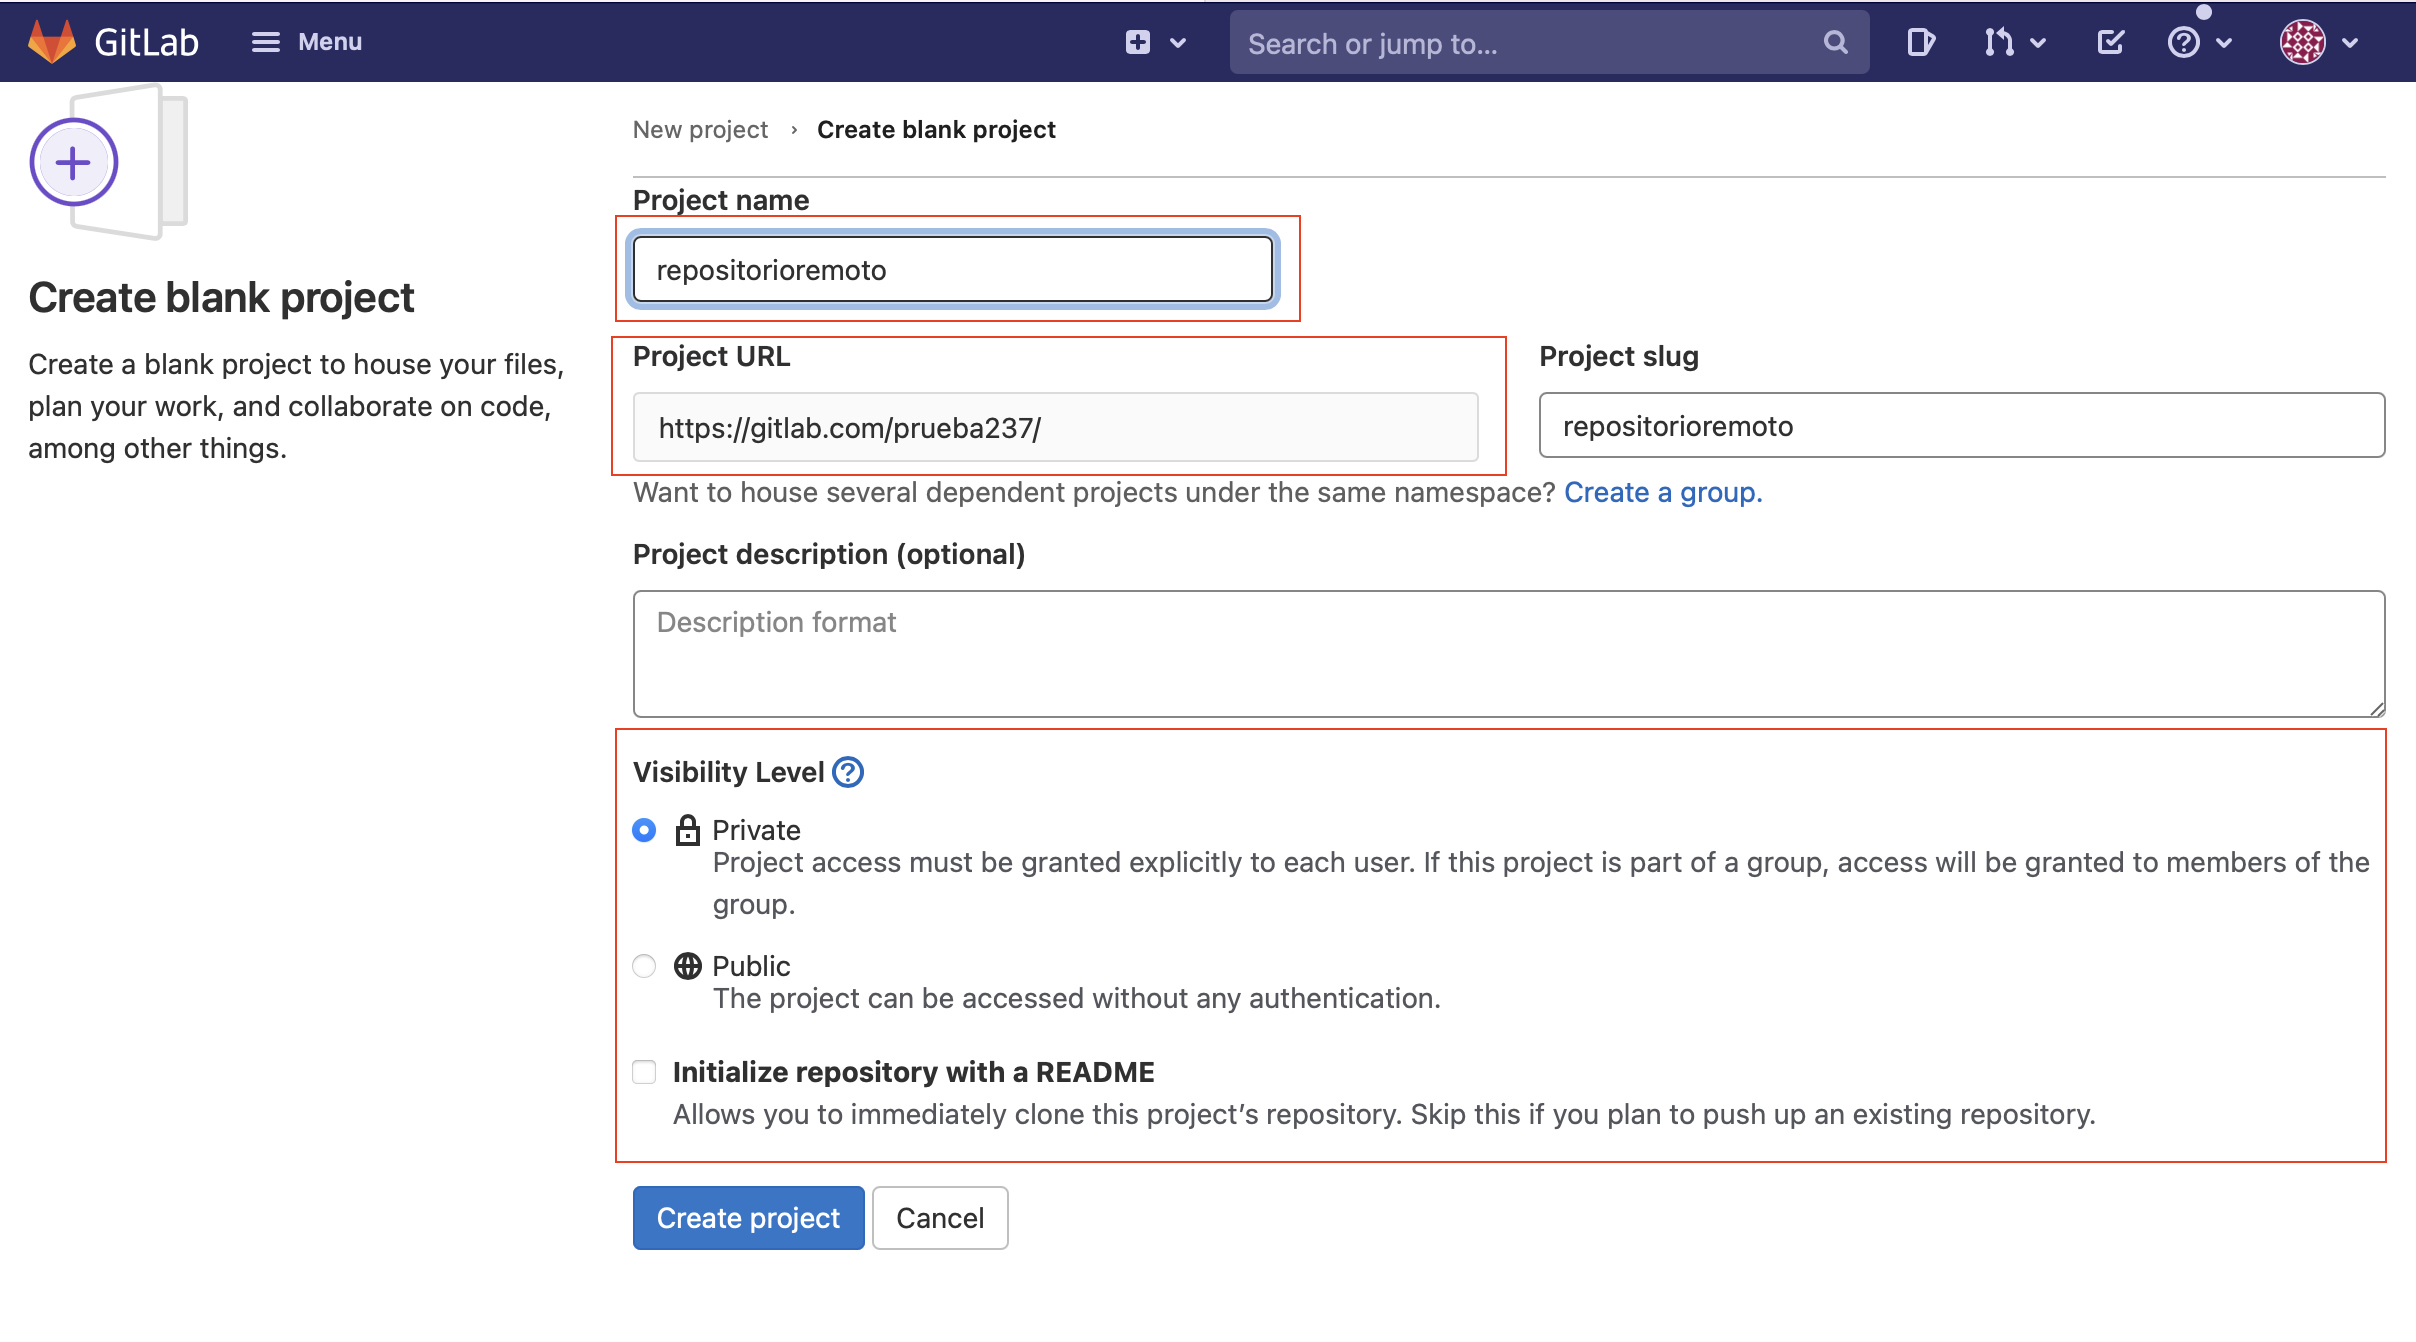 GitLab
Menu
Search or jump to...
Create blank project
Create a blank project to house your files,
plan your work, and collaborate on code,
among other things.
New project › Create blank project
Project name
repositorioremoto
Project URL
https://gitlab.com/prueba237/
Project slug
repositorioremoto
Want to house several dependent projects under the same namespace? Create a group.
Project description (optional)
Description format
Visibility Level
Private
Project access must be granted explicitly to each user. If this project is part of a group, access will be granted to members of the
group.
Public
The project can be accessed without any authentication.
Initialize repository with a README
Allows you to immediately clone this project’s repository. Skip this if you plan to push up an existing repository.
Create project
Cancel